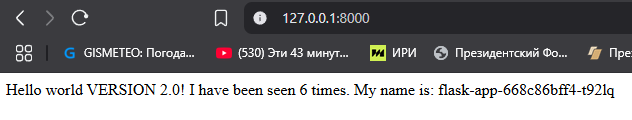 127.0.0.1:8000
GISMETEO: Погода... (530) Эти 43 минут... ИРИ Президентский Фо... Презид
Hello world VERSION 2.0! I have been seen 6 times. My name is: flask-app-668c86bff4-t92lq